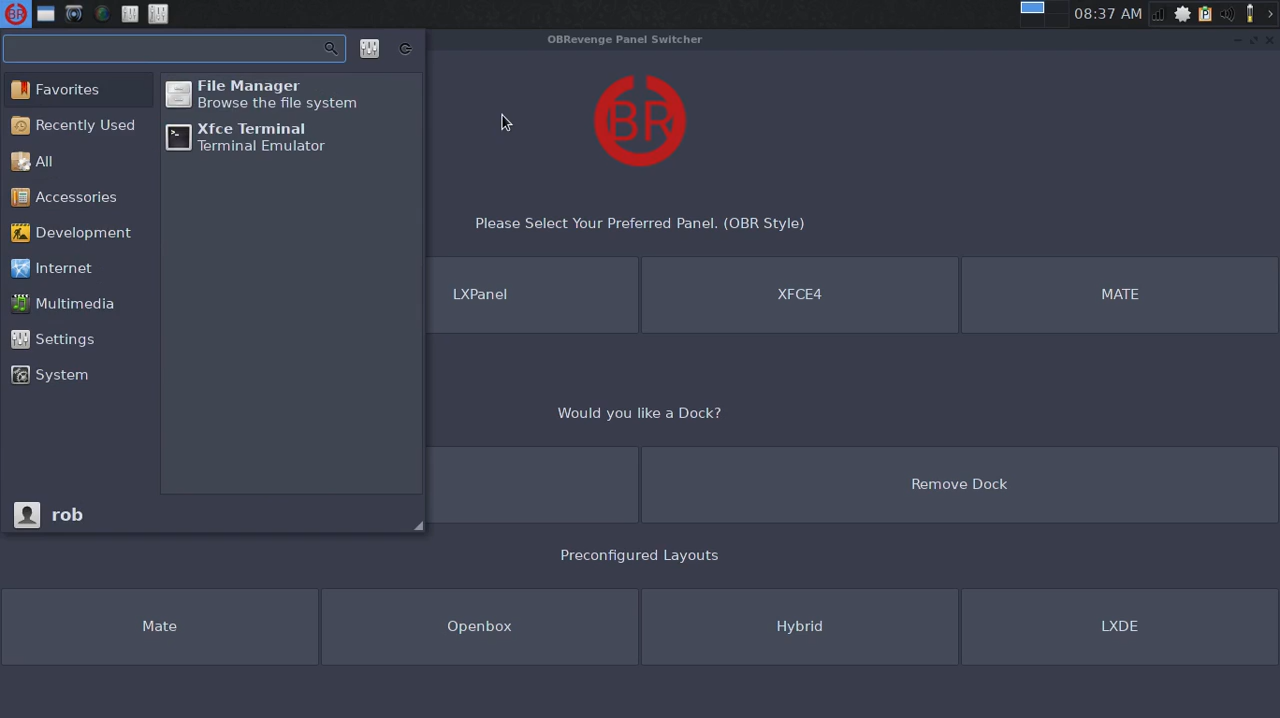 BR
08:37 AM
OBRevenge Panel Switcher
Favorites
Recently Used
All
Accessories
Development
Internet
Multimedia
Settings
System
File Manager
Browse the file system
Xfce Terminal
Terminal Emulator
rob
BR
Please Select Your Preferred Panel. (OBR Style)
LXPanel
XFCE4
MATE
Would you like a Dock?
Remove Dock
Preconfigured Layouts
Mate
Openbox
Hybrid
LXDE